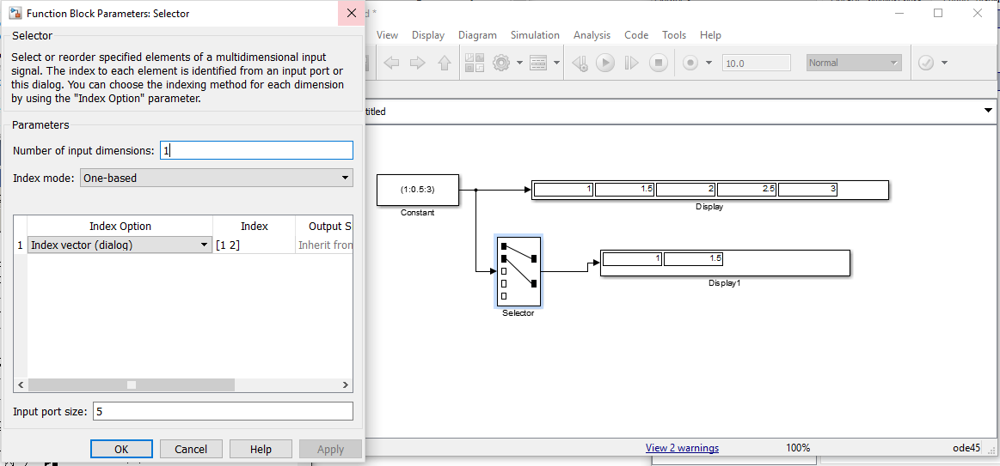 Function Block Parameters: Selector
Selector
Select or reorder specified elements of a multidimensional input
signal. The index to each element is identified from an input port or
this dialog. You can choose the indexing method for each dimension
by using the "Index Option" parameter.
Parameters
Number of input dimensions: 1
Index mode: One-based
Index Option Index Output S
1 Index vector (dialog) [1 2] Inherit from
Input port size: 5
OK Cancel Help Apply
d *
View Display Diagram Simulation Analysis Code Tools Help
10.0 Normal
titled
(1:0.5:3)
Constant
1 1.5 2 2.5 3
Display
Selector
1 1.5
Display1
View 2 warnings 100% ode45